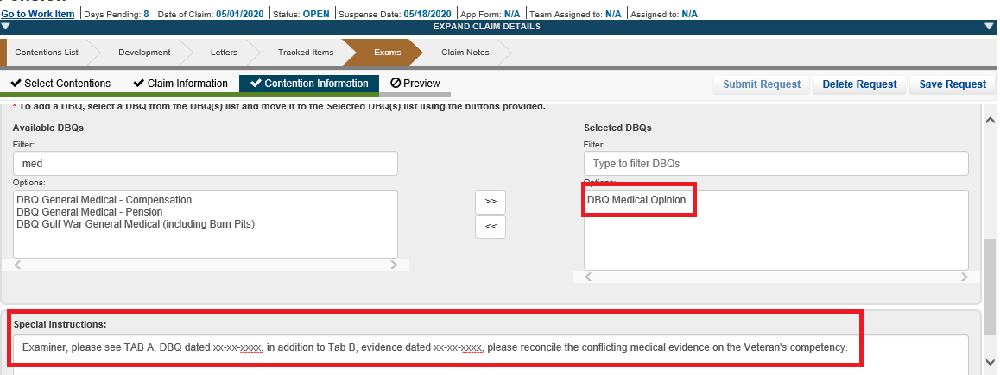 Go to Work Item Days Pending: 8 Date of Claim: 05/01/2020 Status: OPEN Suspense Date: 05/18/2020 App Form: N/A Team Assigned to: N/A Assigned to: N/A
EXPAND CLAIM DETAILS
Contentions List Development Letters Tracked Items Exams Claim Notes
Select Contentions Claim Information Contention Information Preview Submit Request Delete Request Save Request
* To add a DBQ, select a DBQ from the DBQ(s) list and move it to the Selected DBQ(s) list using the buttons provided.
Available DBQs Selected DBQs
Filter: Filter:
med Type to filter DBQs
Options: Options:
DBQ General Medical - Compensation >> DBQ Medical Opinion
DBQ General Medical - Pension
DBQ Gulf War General Medical (including Burn Pits) <<
Special Instructions:
Examiner, please see TAB A, DBQ dated xx-xx-xxxx, in addition to Tab B, evidence dated xx-xx-xxxx, please reconcile the conflicting medical evidence on the Veteran's competency.